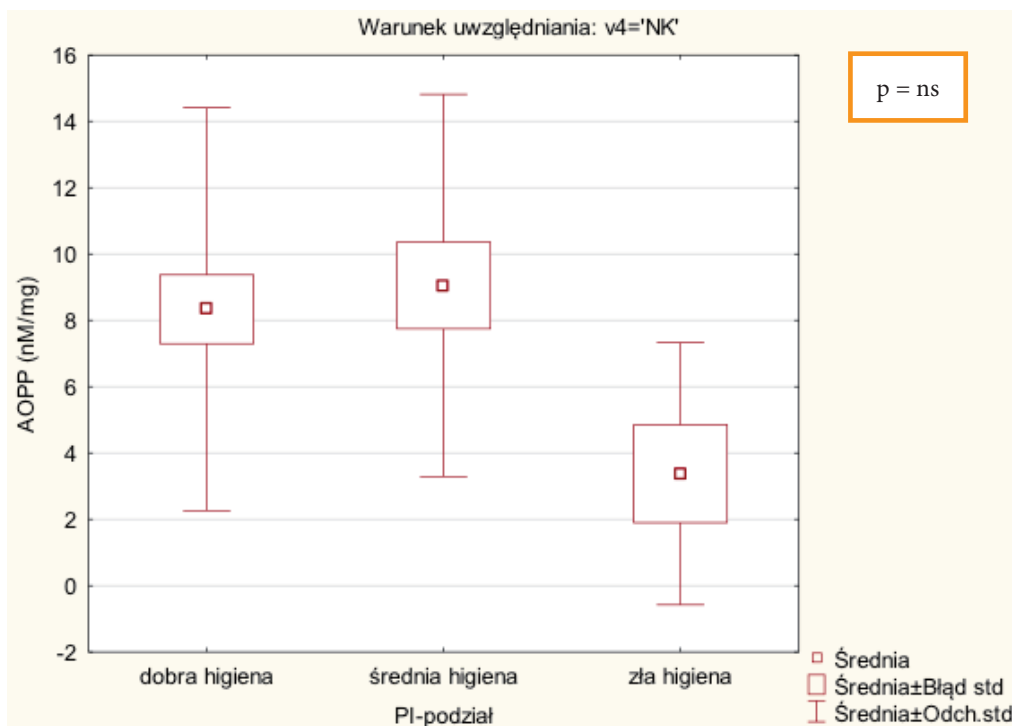 Warunek uwzględniania: v4='NK'
p = ns
16
14
12
10
8
6
4
2
0
-2
AOPP (nM/mg)
dobra higiena
średnia higiena
zła higiena
PI-podział
Średnia
Średnia±Błąd std
Średnia±Odch.std